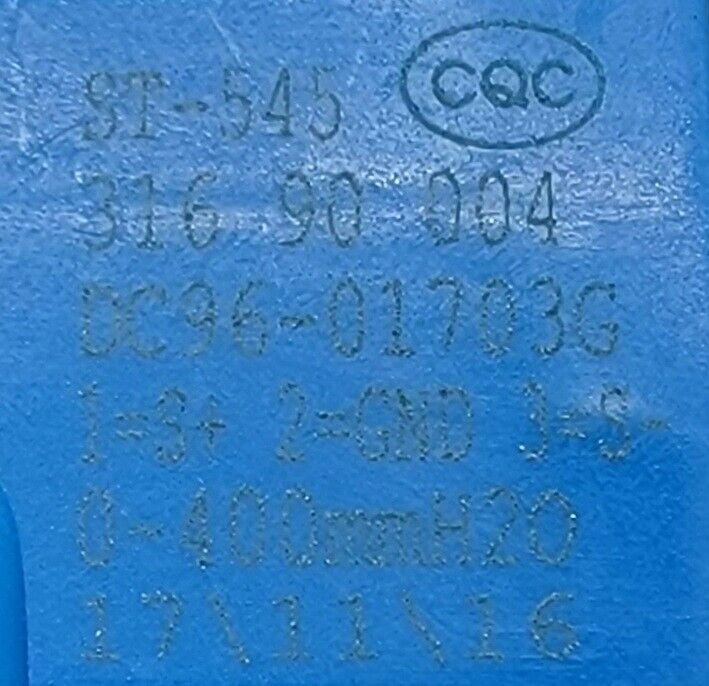 ST-545 CQC
316 90 004
DC96-01703G
1=S+ 2=GND 3=S-
0-400mmH2O
17\11\16